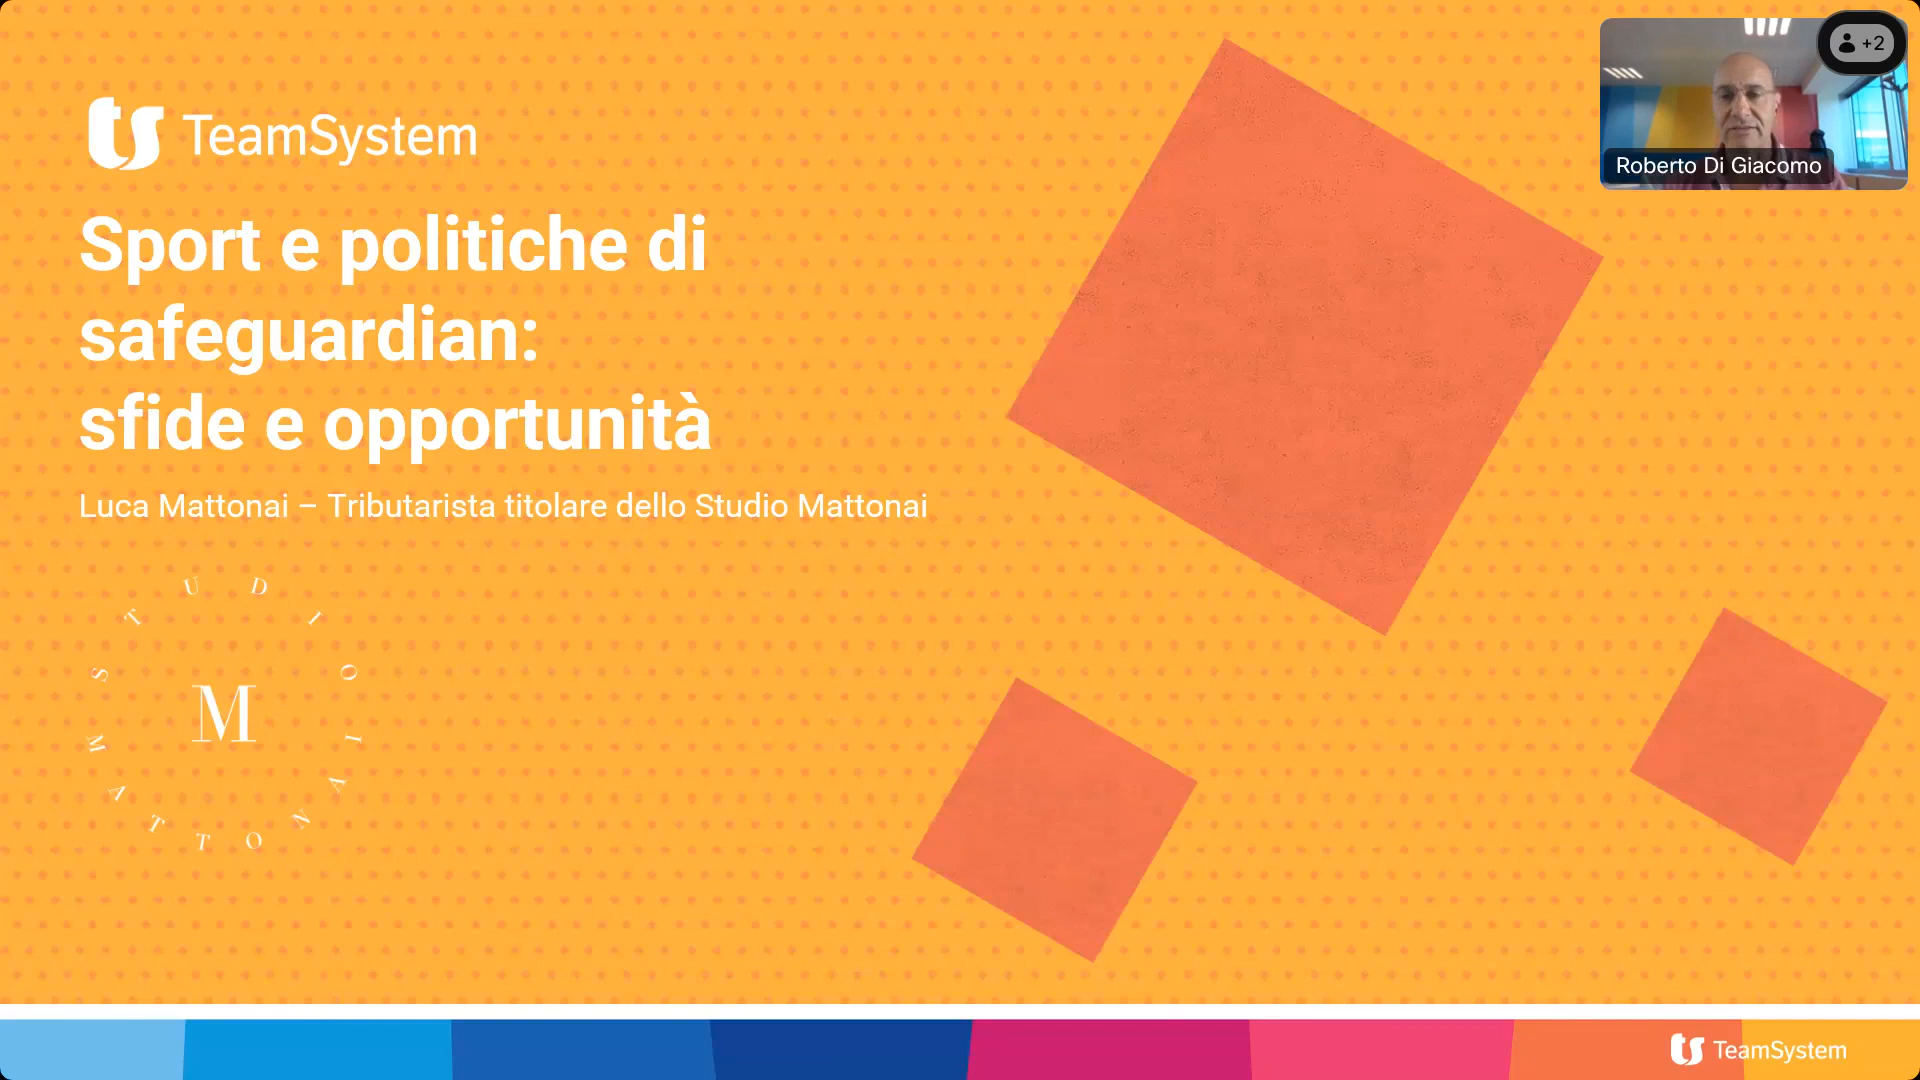 TeamSystem
Sport e politiche di
safeguardian:
sfide e opportunità
Luca Mattonai – Tributarista titolare dello Studio Mattonai
STUDIO
M
MATTONAI
+2
Roberto Di Giacomo
TeamSystem